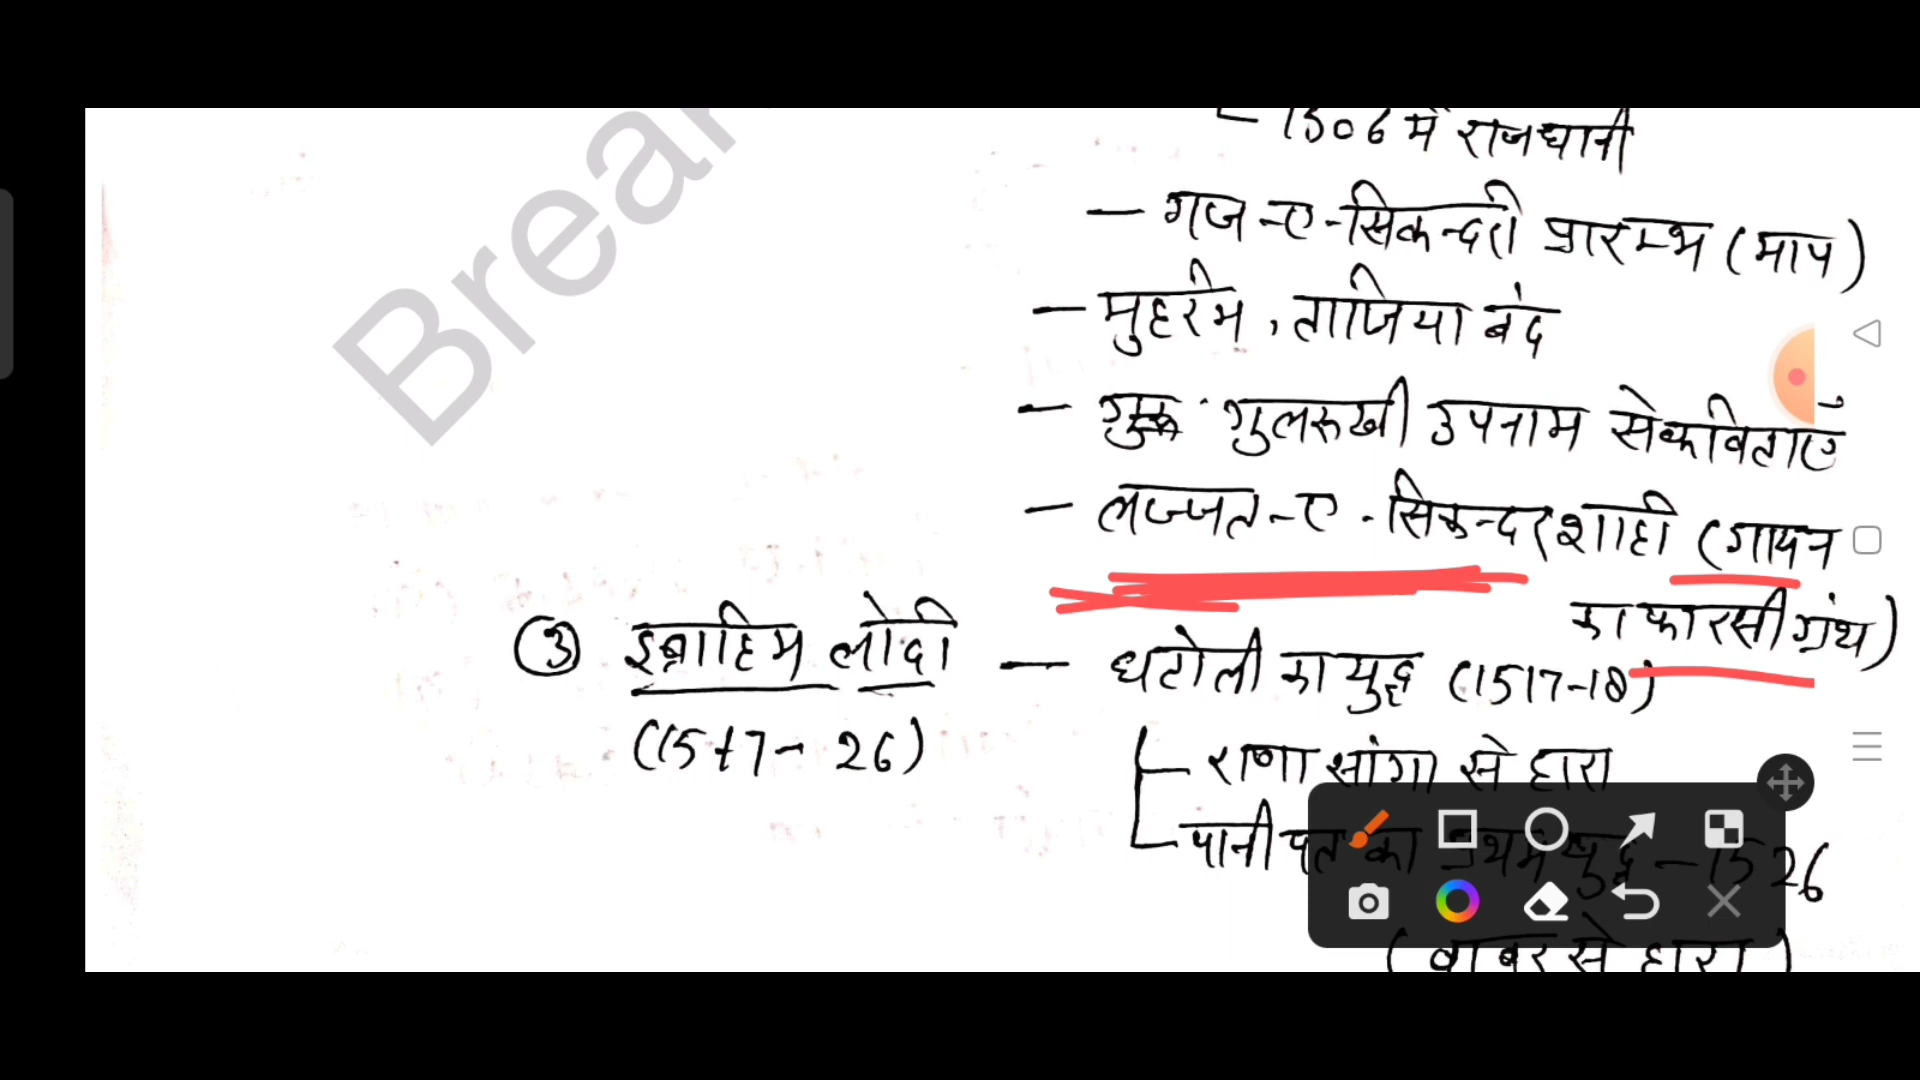 Brea
- 1506 में राजधानी
- गज-ए-सिकन्दरी प्रारम्भ (माप)
- मुहर्रम, ताजिया बंद
- गुलरूखी उपनाम से कविताएँ
- लज्जत-ए-सिकन्दरशाही (गायन
का फारसी ग्रंथ)
③ इब्राहिम लोदी - घटोली का युद्ध (1517-18)
(1517-26)
राणा सांगा से हारा
पानीपत का प्रथम युद्ध - 1526
(बाबर से हारा)